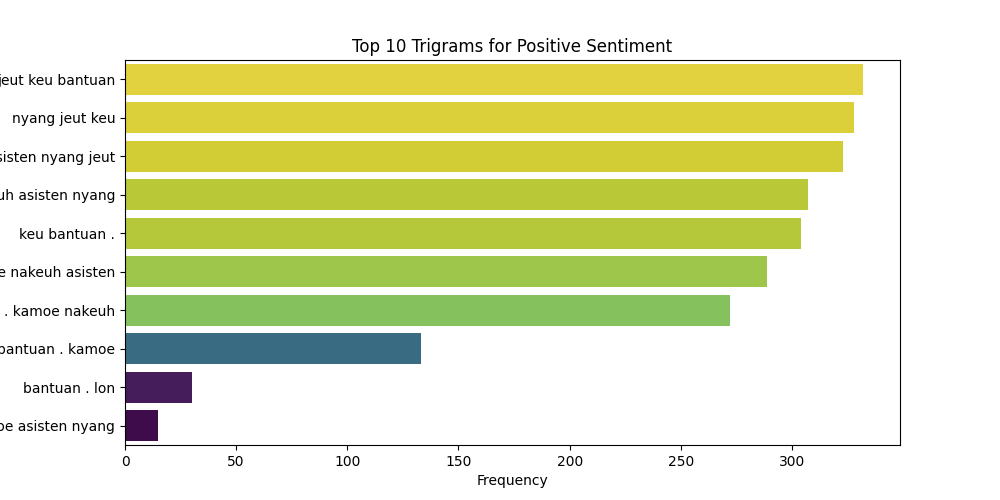 Top 10 Trigrams for Positive Sentiment
jeut keu bantuan
nyang jeut keu
nyang jeut
asisten nyang
keu bantuan .
nakeuh asisten
. kamoe nakeuh
bantuan . kamoe
bantuan . lon
asisten nyang
0 50 100 150 200 250 300
Frequency